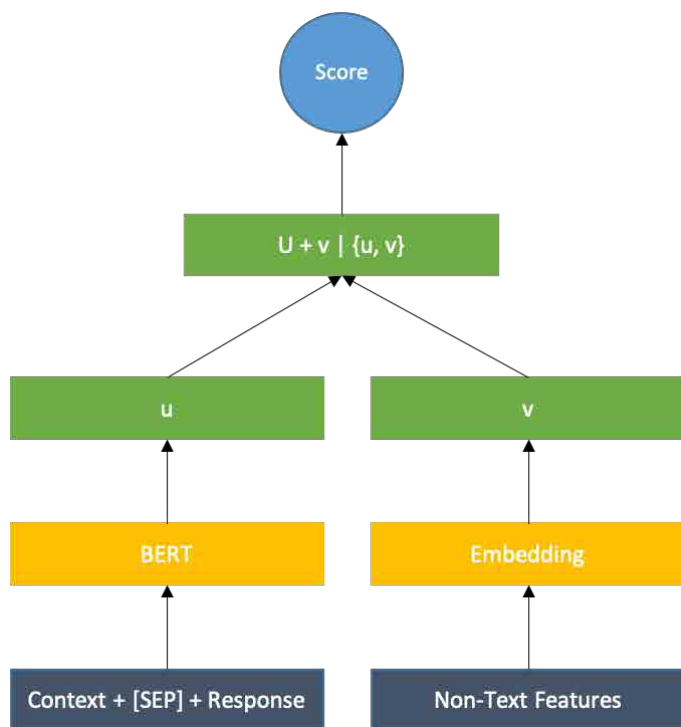 Score
U + v | {u, v}
u
v
BERT
Embedding
Context + [SEP] + Response
Non-Text Features